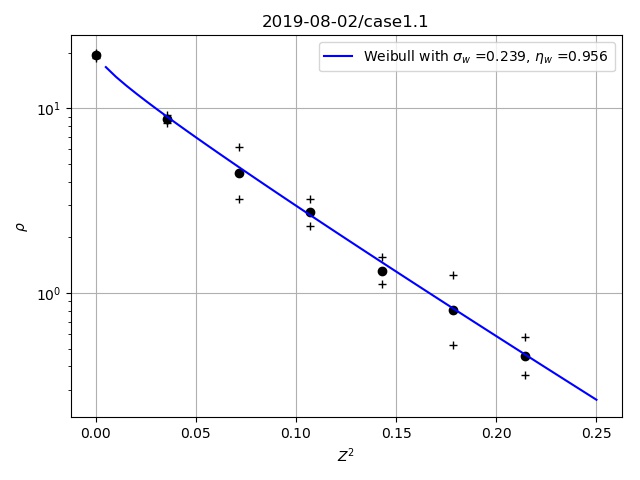 2019-08-02/case1.1
Weibull with σ_w =0.239, η_w =0.956
ρ
10^1
10^0
0.00 0.05 0.10 0.15 0.20 0.25
Z^2